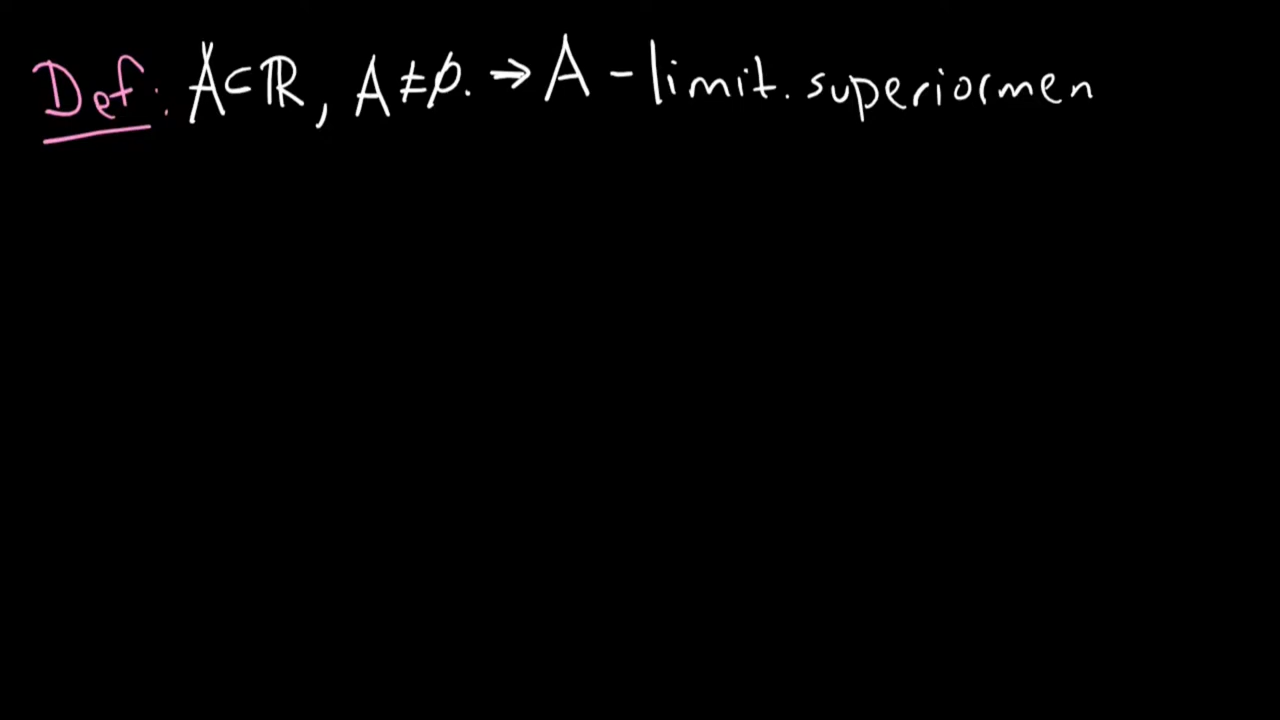 Def: A⊂ℝ, A≠∅. → A - limit. superiormen